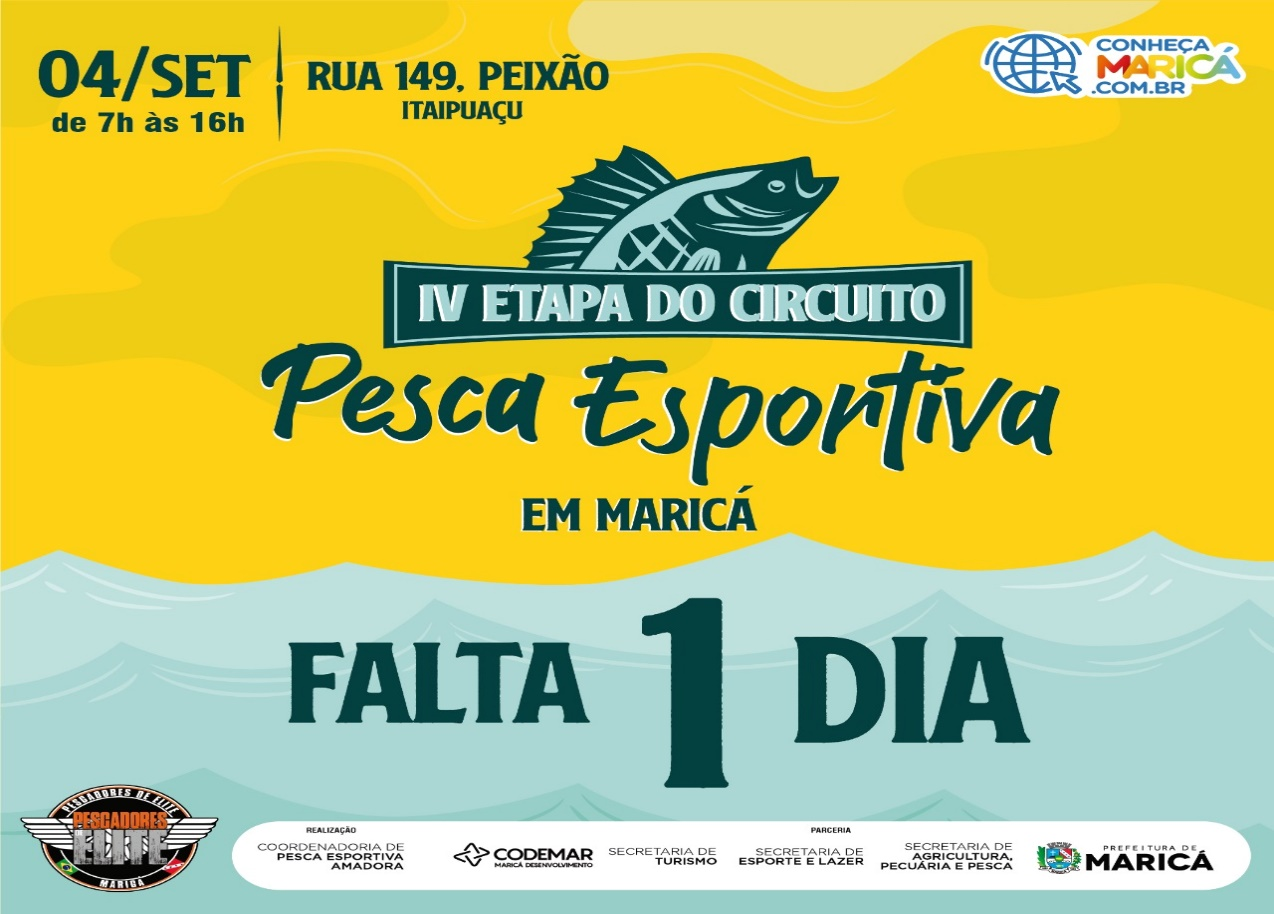 04/SET
de 7h às 16h
RUA 149, PEIXÃO
ITAIPUAÇU
CONHEÇA
MARICÁ
.COM.BR
IV ETAPA DO CIRCUITO
Pesca Esportiva
EM MARICÁ
FALTA 1 DIA
PESCADORES DE ELITE
PESCADORES
DE
ELITE
MARICÁ
REALIZAÇÃO
COORDENADORIA DE
PESCA ESPORTIVA
AMADORA
CODEMAR
MARICÁ DESENVOLVIMENTO
PARCERIA
SECRETARIA DE
TURISMO
SECRETARIA DE
ESPORTE E LAZER
SECRETARIA DE
AGRICULTURA,
PECUÁRIA E PESCA
PREFEITURA DE
MARICÁ